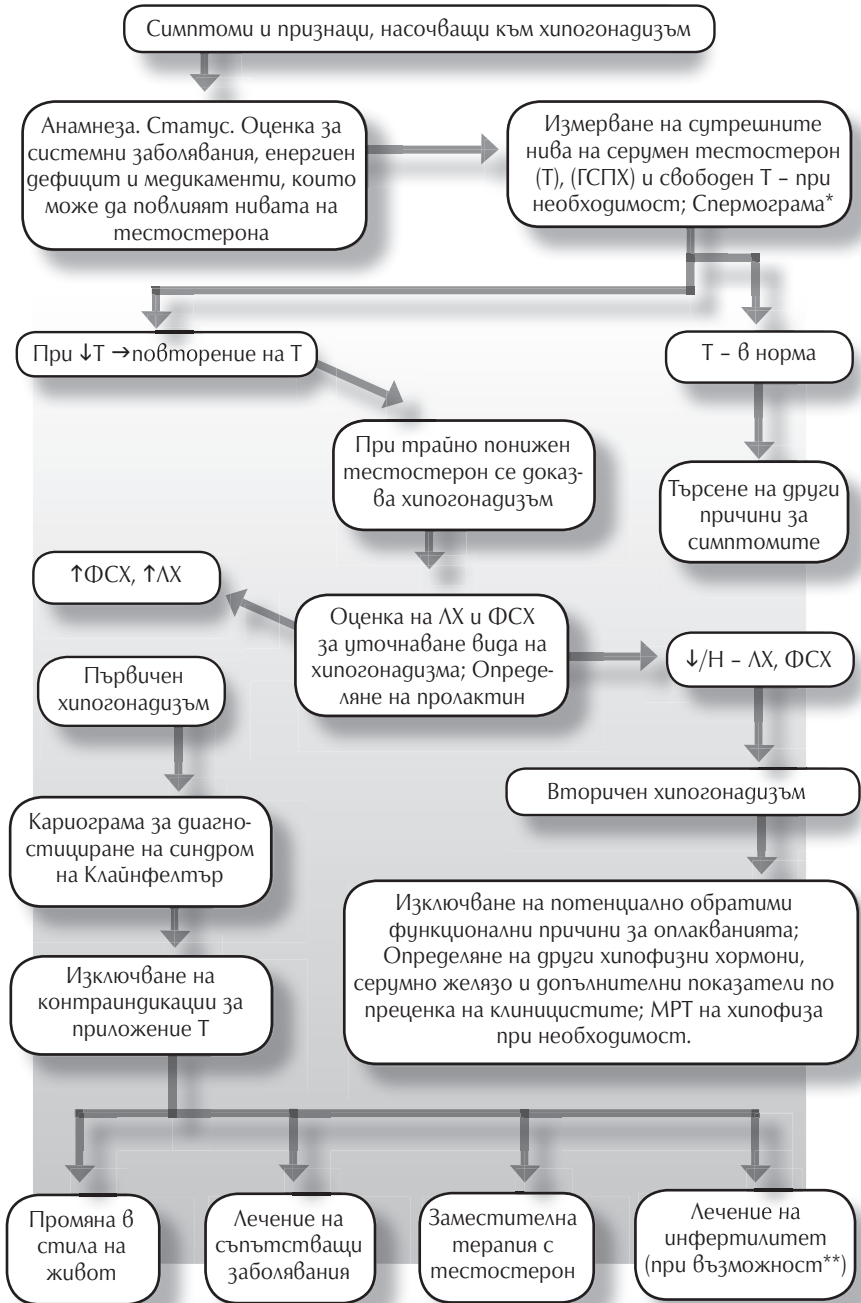 Симптоми и признаци, насочващи към хипогонадизъм
Анамнеза. Статус. Оценка за
системни заболявания, енергиен
дефицит и медикаменти, които
може да повлияят нивата на
тестостерона
Измерване на сутрешните
нива на серумен тестостерон
(Т), (ГСПХ) и свободен Т – при
необходимост; Спермограма*
При ↓Т →повторение на Т
Т – в норма
При трайно понижен
тестостерон се доказ-
ва хипогонадизъм
Търсене на други
причини за
симптомите
↑ФСХ, ↑ЛХ
Оценка на ЛХ и ФСХ
за уточнаване вида на
хипогонадизма; Опреде-
ляне на пролактин
↓/Н – ЛХ, ФСХ
Първичен
хипогонадизъм
Вторичен хипогонадизъм
Кариограма за диагно-
стициране на синдром
на Клайнфелтър
Изключване на потенциално обратими
функционални причини за оплакванията;
Определяне на други хипофизни хормони,
серумно желязо и допълнителни показатели по
преценка на клиницистите; МРТ на хипофиза
при необходимост.
Изключване на
контраиндикации за
приложение Т
Промяна в
стила на
живот
Лечение на
съпътстващи
заболявания
Заместителна
терапия с
тестостерон
Лечение на
инфертилитет
(при възможност**)